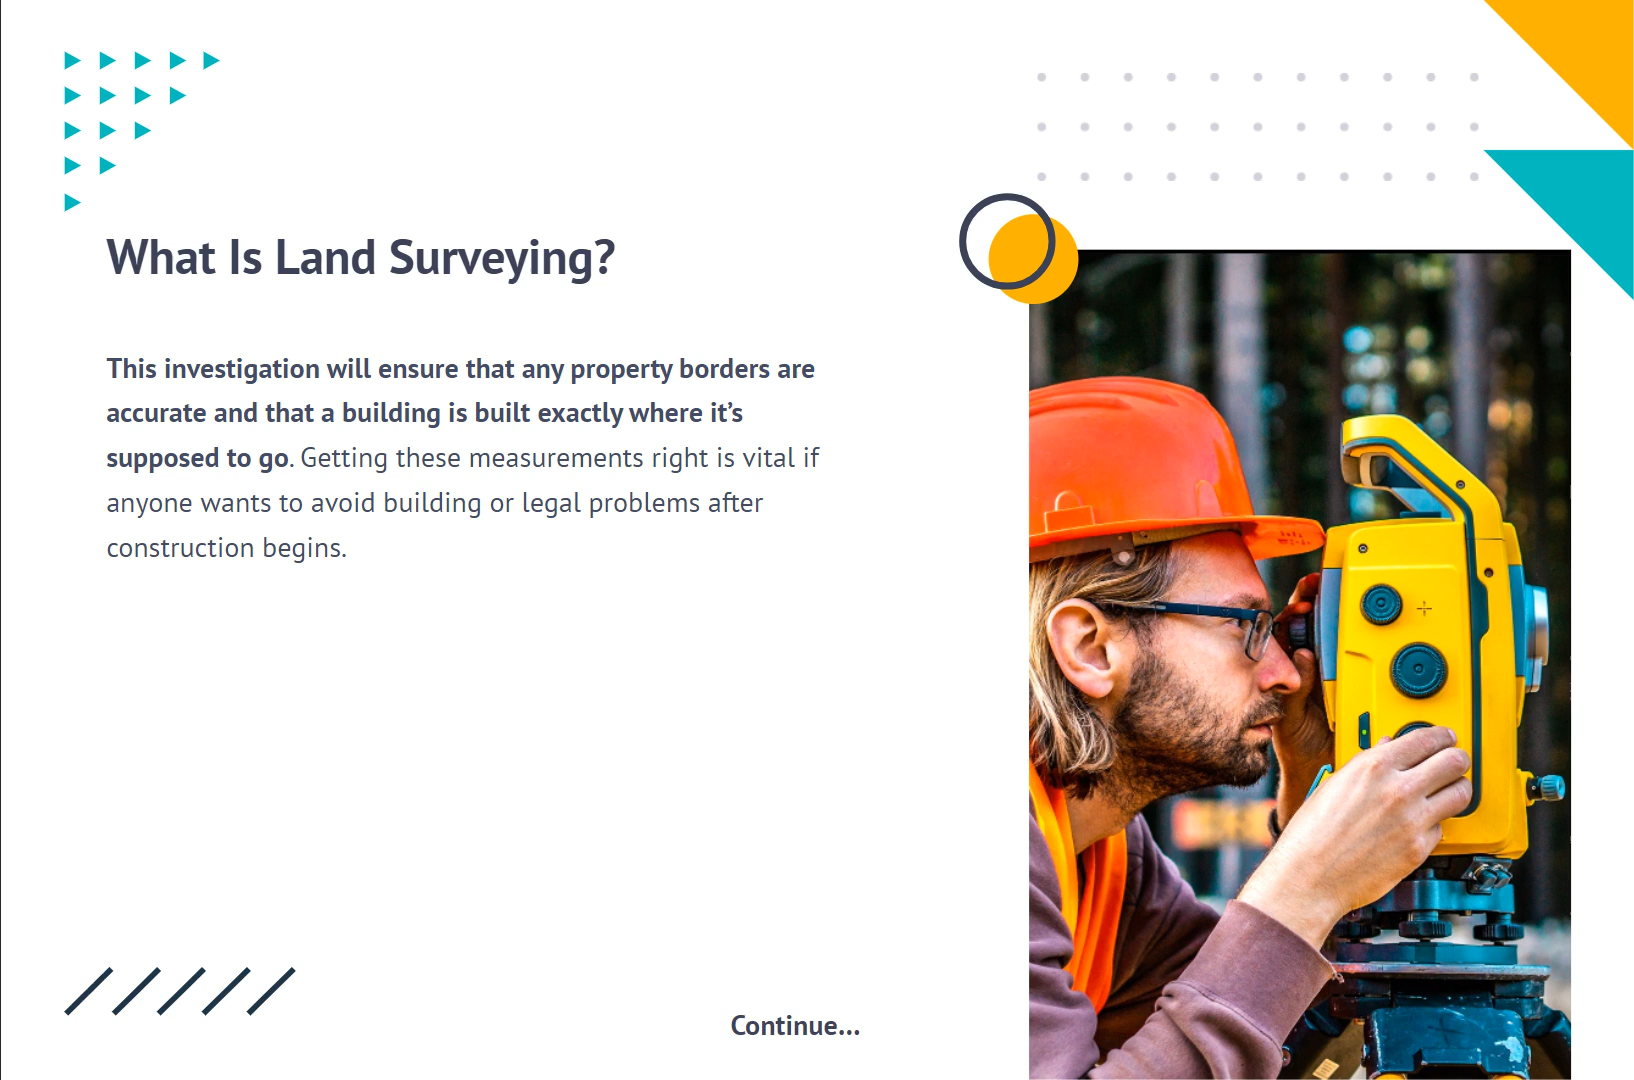 What Is Land Surveying?
This investigation will ensure that any property borders are
accurate and that a building is built exactly where it’s
supposed to go. Getting these measurements right is vital if
anyone wants to avoid building or legal problems after
construction begins.
Continue...